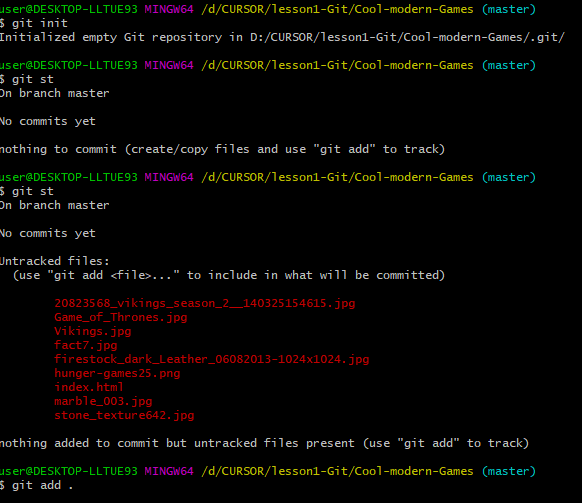 user@DESKTOP-LLTUE93 MINGW64 /d/CURSOR/lesson1-Git/Cool-modern-Games (master)
$ git init
Initialized empty Git repository in D:/CURSOR/lesson1-Git/Cool-modern-Games/.git/
user@DESKTOP-LLTUE93 MINGW64 /d/CURSOR/lesson1-Git/Cool-modern-Games (master)
$ git st
On branch master
No commits yet
nothing to commit (create/copy files and use "git add" to track)
user@DESKTOP-LLTUE93 MINGW64 /d/CURSOR/lesson1-Git/Cool-modern-Games (master)
$ git st
On branch master
No commits yet
Untracked files:
(use "git add <file>..." to include in what will be committed)
20823568_vikings_season_2__140325154615.jpg
Game_of_Thrones.jpg
Vikings.jpg
fact7.jpg
firestock_dark_Leather_06082013-1024x1024.jpg
hunger-games25.png
index.html
marble_003.jpg
stone_texture642.jpg
nothing added to commit but untracked files present (use "git add" to track)
user@DESKTOP-LLTUE93 MINGW64 /d/CURSOR/lesson1-Git/Cool-modern-Games (master)
$ git add .